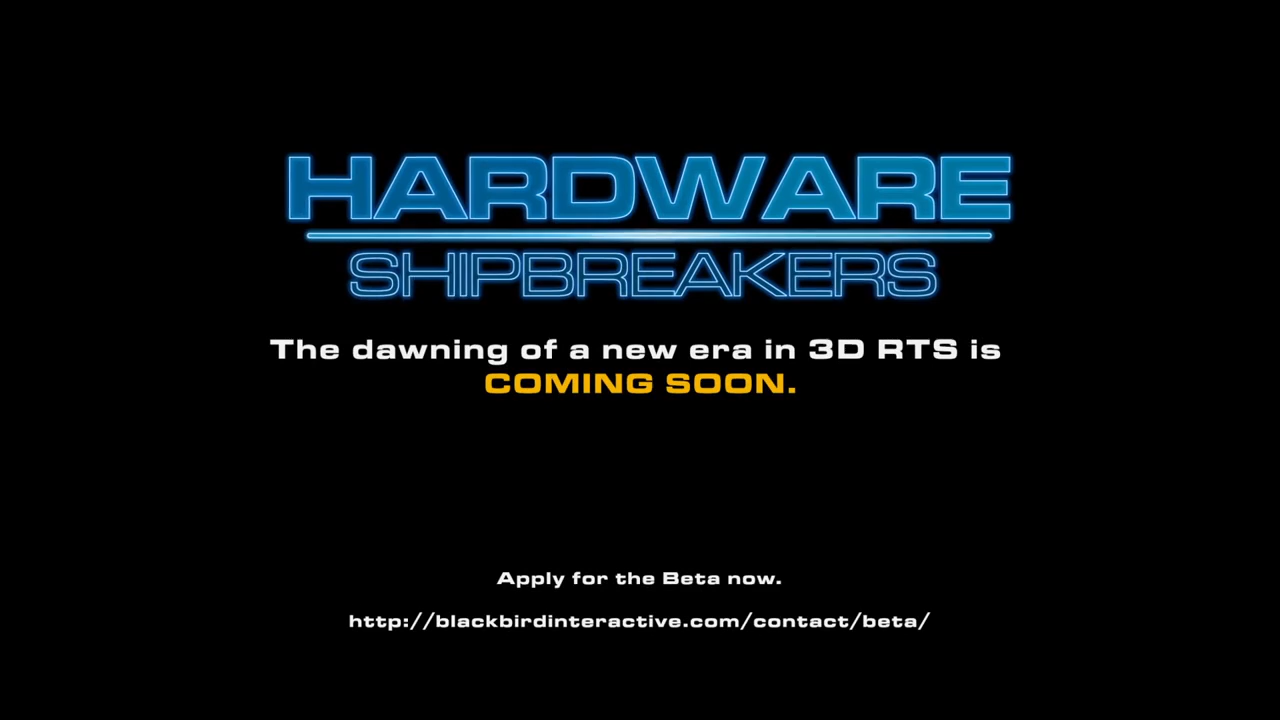 HARDWARE
SHIPBREAKERS
The dawning of a new era in 3D RTS is
COMING SOON.
Apply for the Beta now.
http://blackbirdinteractive.com/contact/beta/